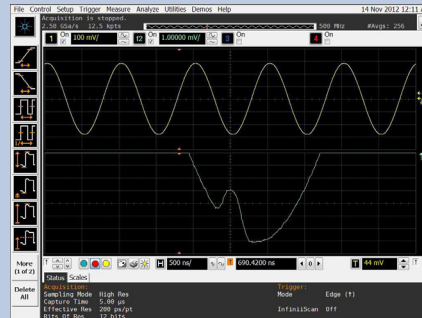 File Control Setup Trigger Measure Analyze Utilities Demos Help 14 Nov 2012 12:11
Acquisition is stopped.
2.50 GSa/s 12.5 kpts 500 MHz #Avgs: 256
1 On 100 mV/ f2 On 1.00000 mV/ 3 On 4 On
T H 500 ns/ 690.4200 ns 0 T 44 mV
More
(1 of 2)
Delete
All
Status Scales
Acquisition: Trigger:
Sampling Mode High Res Mode Edge (↑)
Capture Time 5.00 µs
Effective Res 200 ps/pt InfiniiScan Off
Bits Of Res 12 bits